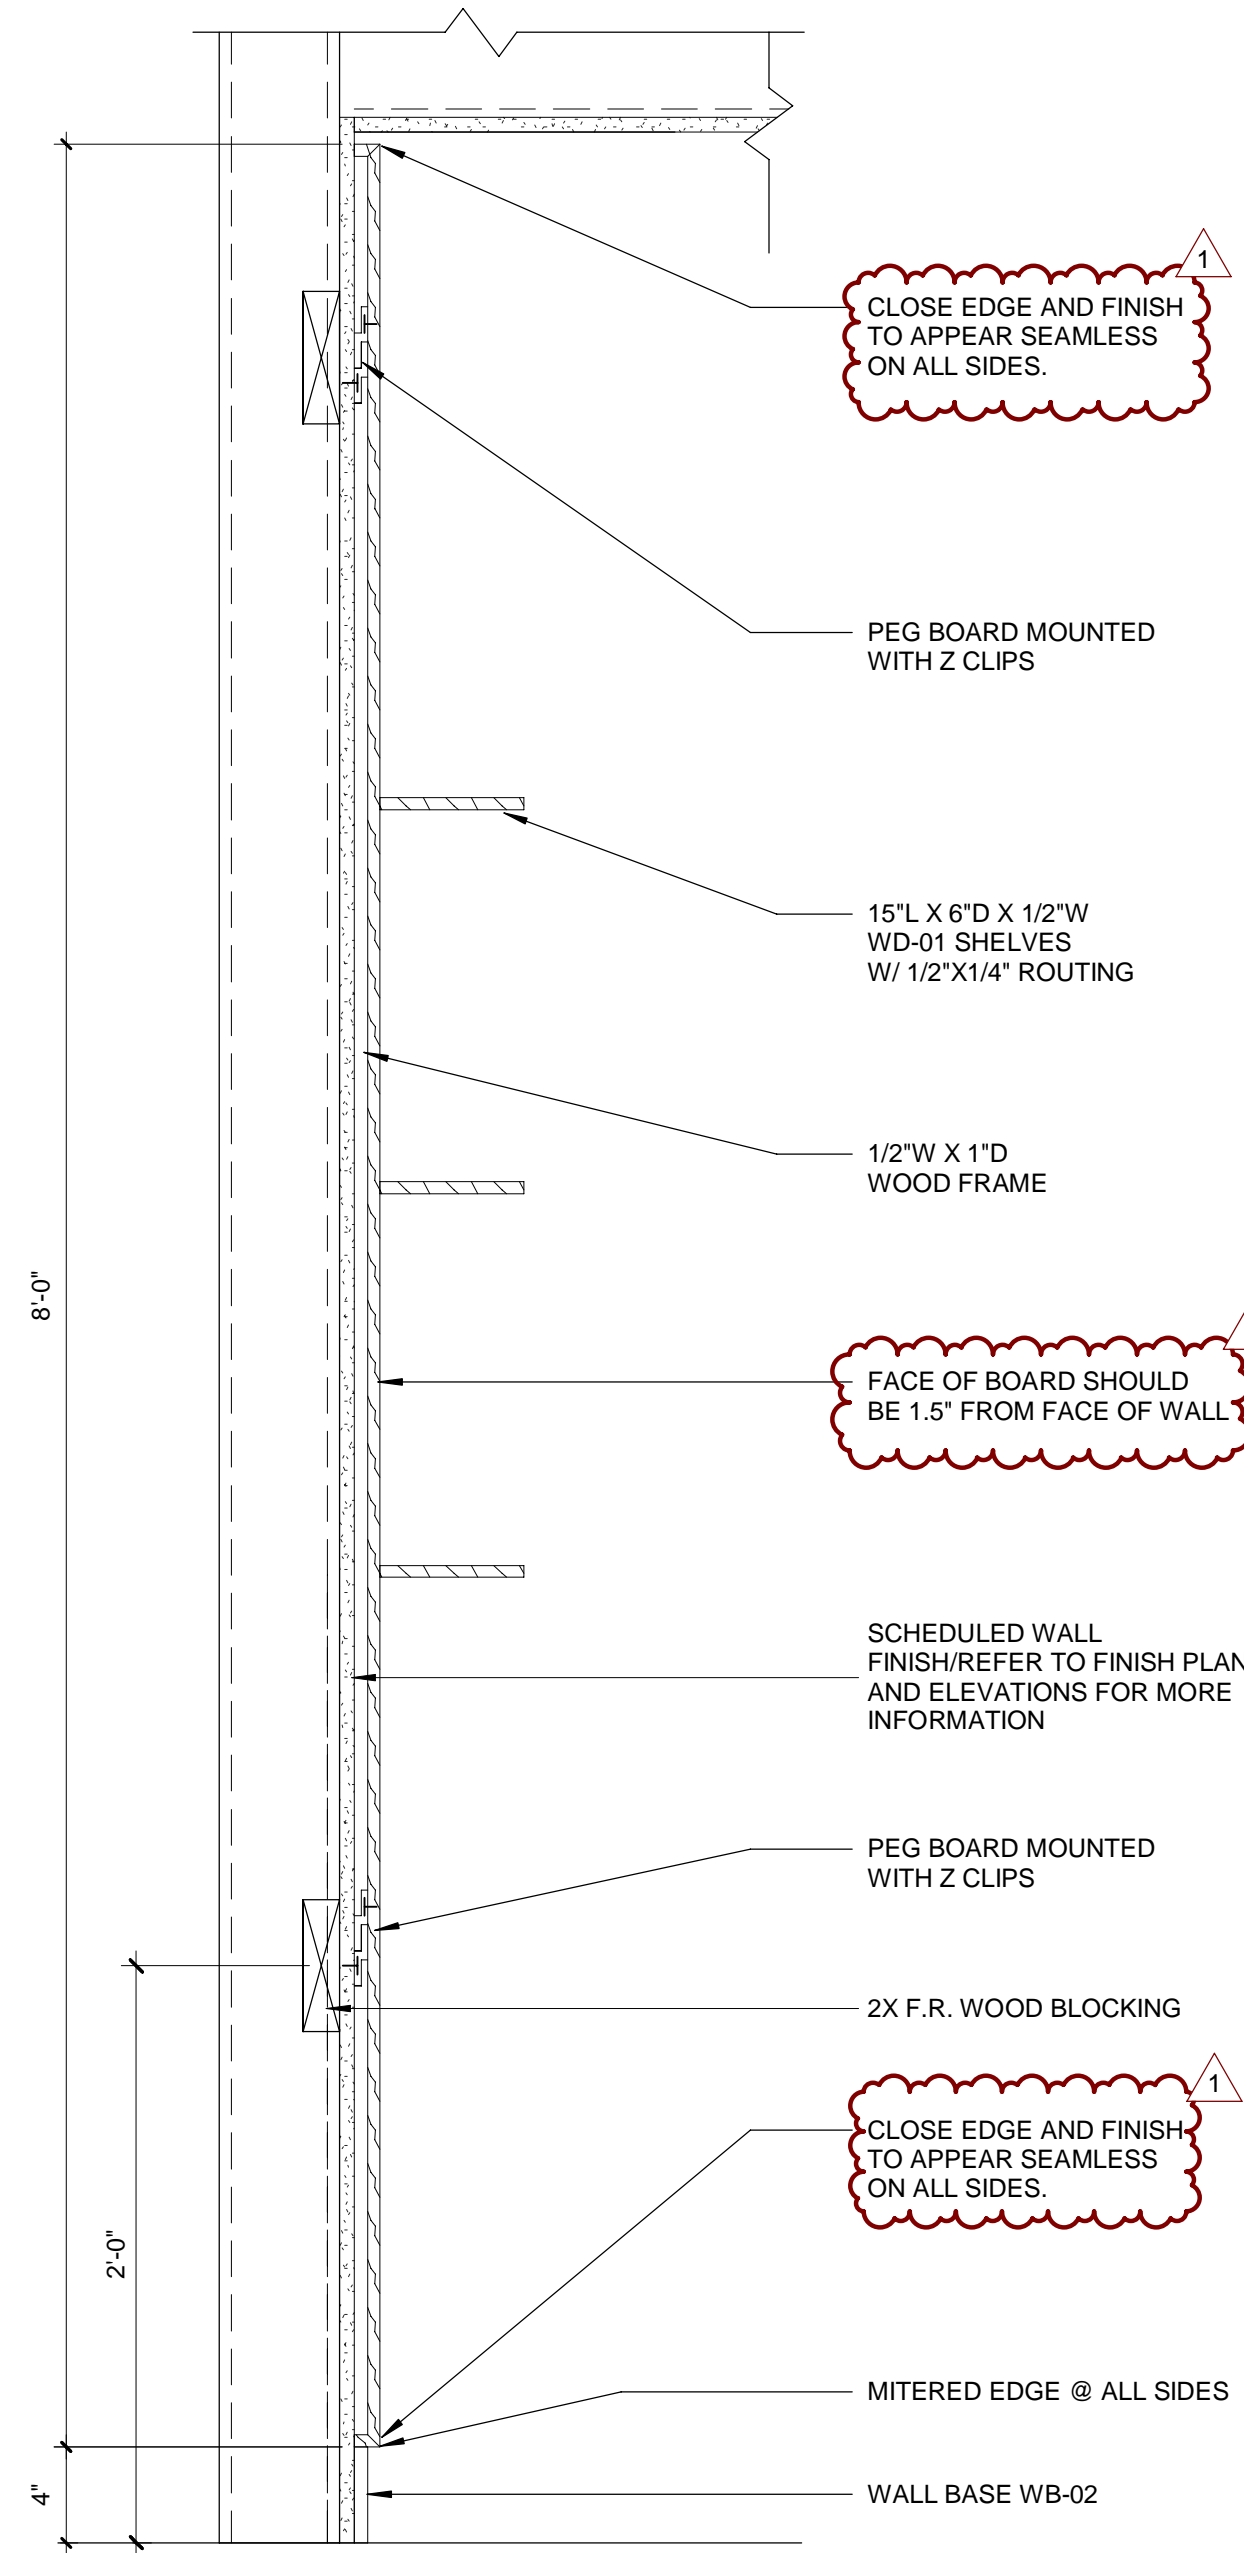 1
CLOSE EDGE AND FINISH
TO APPEAR SEAMLESS
ON ALL SIDES.
PEG BOARD MOUNTED
WITH Z CLIPS
15"L X 6"D X 1/2"W
WD-01 SHELVES
W/ 1/2"X1/4" ROUTING
1/2"W X 1"D
WOOD FRAME
8'-0"
FACE OF BOARD SHOULD
BE 1.5" FROM FACE OF WALL
SCHEDULED WALL
FINISH/REFER TO FINISH PLAN
AND ELEVATIONS FOR MORE
INFORMATION
PEG BOARD MOUNTED
WITH Z CLIPS
2X F.R. WOOD BLOCKING
1
CLOSE EDGE AND FINISH
TO APPEAR SEAMLESS
ON ALL SIDES.
2'-0"
MITERED EDGE @ ALL SIDES
4"
WALL BASE WB-02